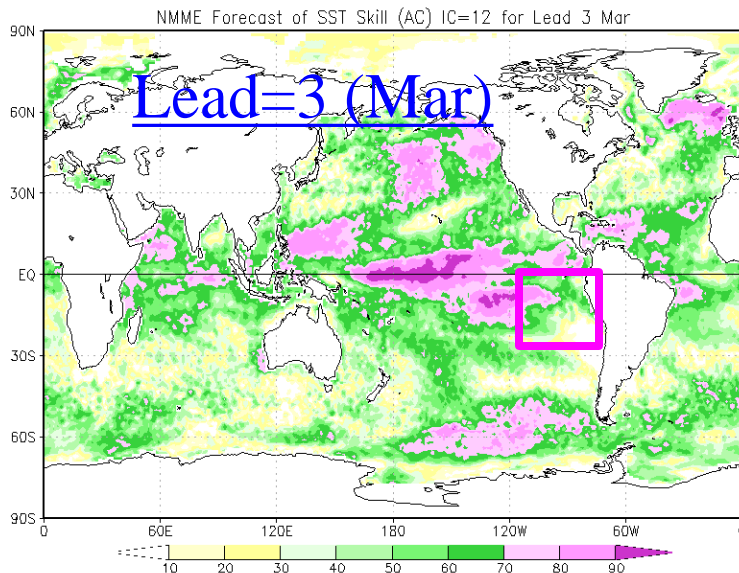 NMME Forecast of SST Skill (AC) IC=12 for Lead 3 Mar
Lead=3 (Mar)
90N
60N
30N
EQ
30S
60S
90S
0 60E 120E 180 120W 60W 0
10 20 30 40 50 60 70 80 90